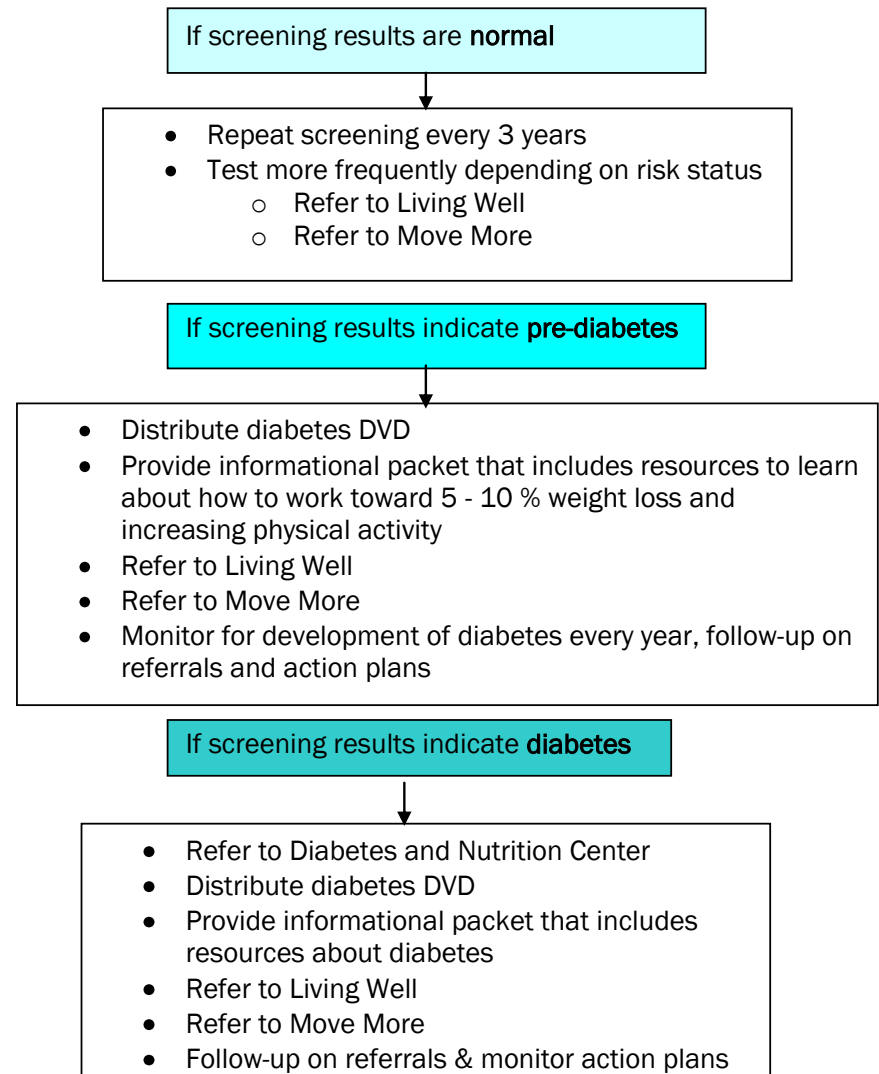 If screening results are normal
• Repeat screening every 3 years
• Test more frequently depending on risk status
o Refer to Living Well
o Refer to Move More
If screening results indicate pre-diabetes
• Distribute diabetes DVD
• Provide informational packet that includes resources to learn
about how to work toward 5 - 10 % weight loss and
increasing physical activity
• Refer to Living Well
• Refer to Move More
• Monitor for development of diabetes every year, follow-up on
referrals and action plans
If screening results indicate diabetes
• Refer to Diabetes and Nutrition Center
• Distribute diabetes DVD
• Provide informational packet that includes
resources about diabetes
• Refer to Living Well
• Refer to Move More
• Follow-up on referrals & monitor action plans